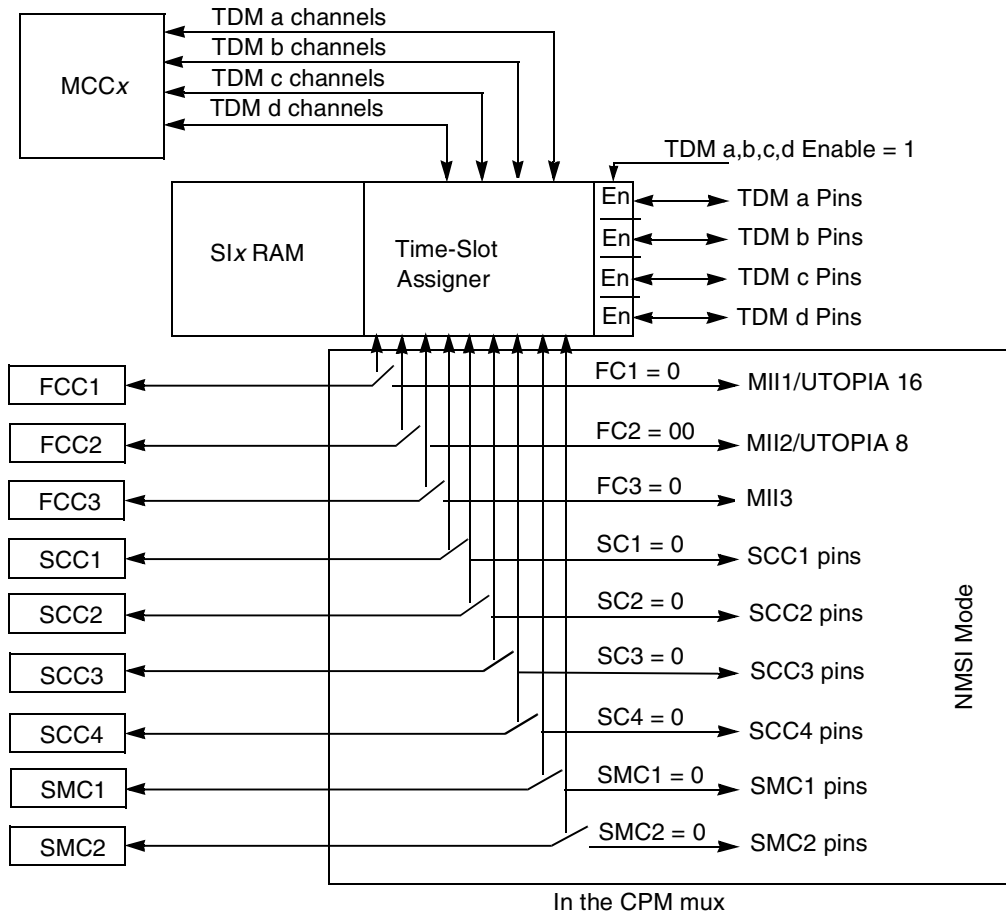 TDM a channels
TDM b channels
TDM c channels
TDM d channels
MCCx
TDM a,b,c,d Enable = 1
SIx RAM
Time-Slot
Assigner
En
TDM a Pins
En
TDM b Pins
En
TDM c Pins
En
TDM d Pins
FCC1
FC1 = 0
MII1/UTOPIA 16
FCC2
FC2 = 00
MII2/UTOPIA 8
FCC3
FC3 = 0
MII3
SCC1
SC1 = 0
SCC1 pins
SCC2
SC2 = 0
SCC2 pins
SCC3
SC3 = 0
SCC3 pins
SCC4
SC4 = 0
SCC4 pins
SMC1
SMC1 = 0
SMC1 pins
SMC2
SMC2 = 0
SMC2 pins
NMSI Mode
In the CPM mux